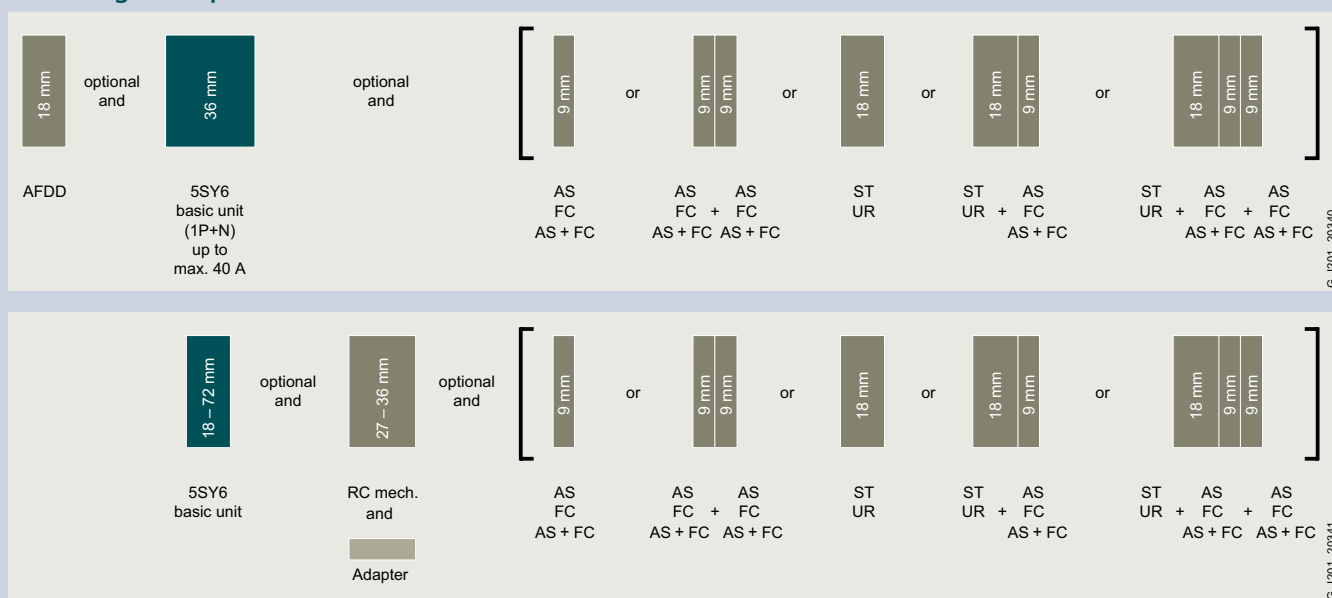 18 mm
optional
and
36 mm
optional
and
9 mm
or
9 mm
9 mm
or
18 mm
or
18 mm
9 mm
or
18 mm
9 mm
9 mm
AFDD
5SY6
basic unit
(1P+N)
up to
max. 40 A
AS
FC
AS + FC
AS AS
FC + FC
AS + FC AS + FC
ST
UR
ST AS
UR + FC
AS + FC
ST AS AS
UR + FC + FC
AS + FC AS + FC
18 – 72 mm
optional
and
27 – 36 mm
optional
and
9 mm
or
9 mm
9 mm
or
18 mm
or
18 mm
9 mm
or
18 mm
9 mm
9 mm
5SY6
basic unit
RC mech.
and
Adapter
AS
FC
AS + FC
AS AS
FC + FC
AS + FC AS + FC
ST
UR
ST AS
UR + FC
AS + FC
ST AS AS
UR + FC + FC
AS + FC AS + FC